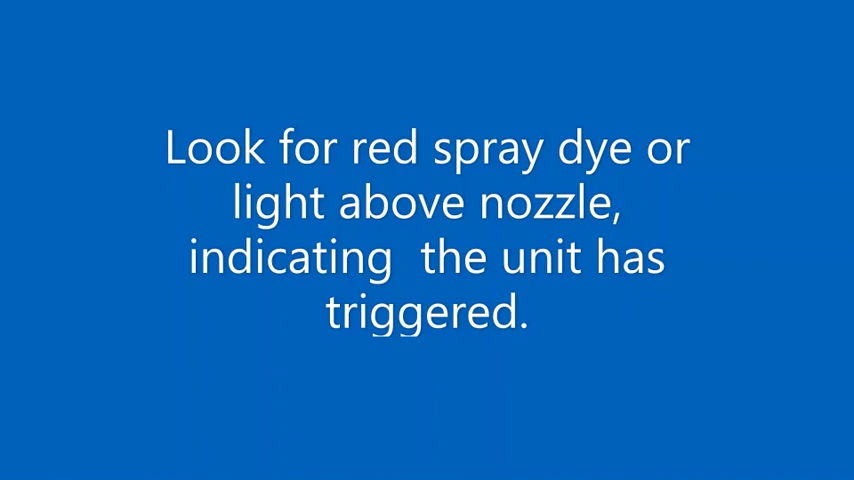 Look for red spray dye or
light above nozzle,
indicating  the unit has
triggered.